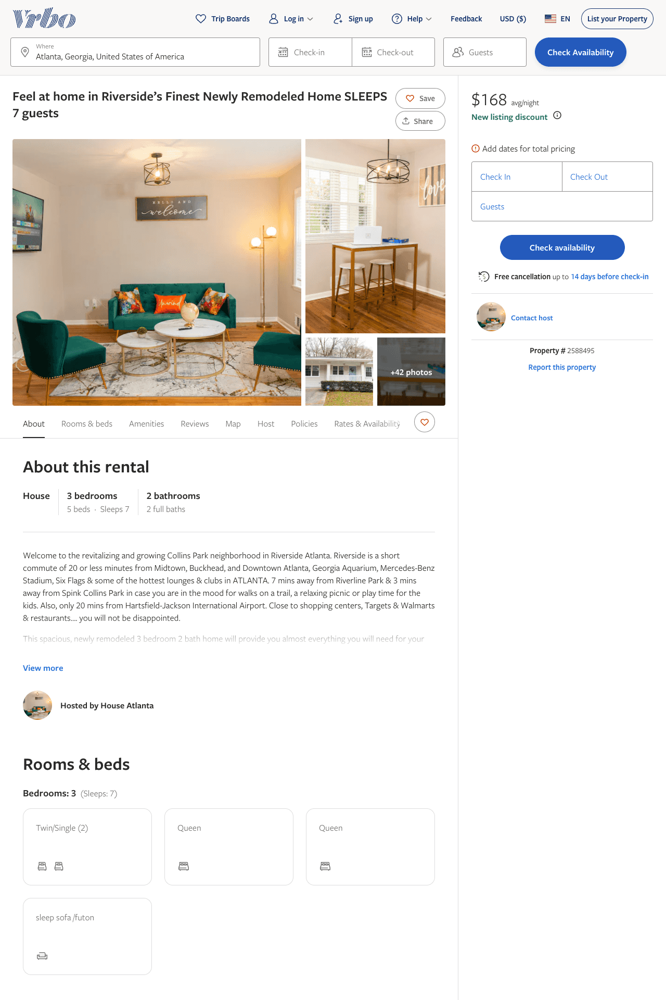 Vrbo
Trip Boards
Log in
Sign up
Help
Feedback
USD ($)
EN
List your Property
Where
Atlanta, Georgia, United States of America
Check-in
Check-out
Guests
Check Availability
Feel at home in Riverside’s Finest Newly Remodeled Home SLEEPS
7 guests
Save
Share
HELLO AND
welcome
Unwind
love
+42 photos
$168 avg/night
New listing discount
Add dates for total pricing
Check In
Check Out
Guests
Check availability
Free cancellation up to 14 days before check-in
Contact host
Property # 2588495
Report this property
About
Rooms & beds
Amenities
Reviews
Map
Host
Policies
Rates & Availability
About this rental
House
3 bedrooms
5 beds · Sleeps 7
2 bathrooms
2 full baths
Welcome to the revitalizing and growing Collins Park neighborhood in Riverside Atlanta. Riverside is a short
commute of 20 or less minutes from Midtown, Buckhead, and Downtown Atlanta, Georgia Aquarium, Mercedes-Benz
Stadium, Six Flags & some of the hottest lounges & clubs in ATLANTA. 7 mins away from Riverline Park & 3 mins
away from Spink Collins Park in case you are in the mood for walks on a trail, a relaxing picnic or play time for the
kids. Also, only 20 mins from Hartsfield-Jackson International Airport. Close to shopping centers, Targets & Walmarts
& restaurants.... you will not be disappointed.
This spacious, newly remodeled 3 bedroom 2 bath home will provide you almost everything you will need for your
View more
Hosted by House Atlanta
Rooms & beds
Bedrooms: 3 (Sleeps: 7)
Twin/Single (2)
Queen
Queen
sleep sofa /futon